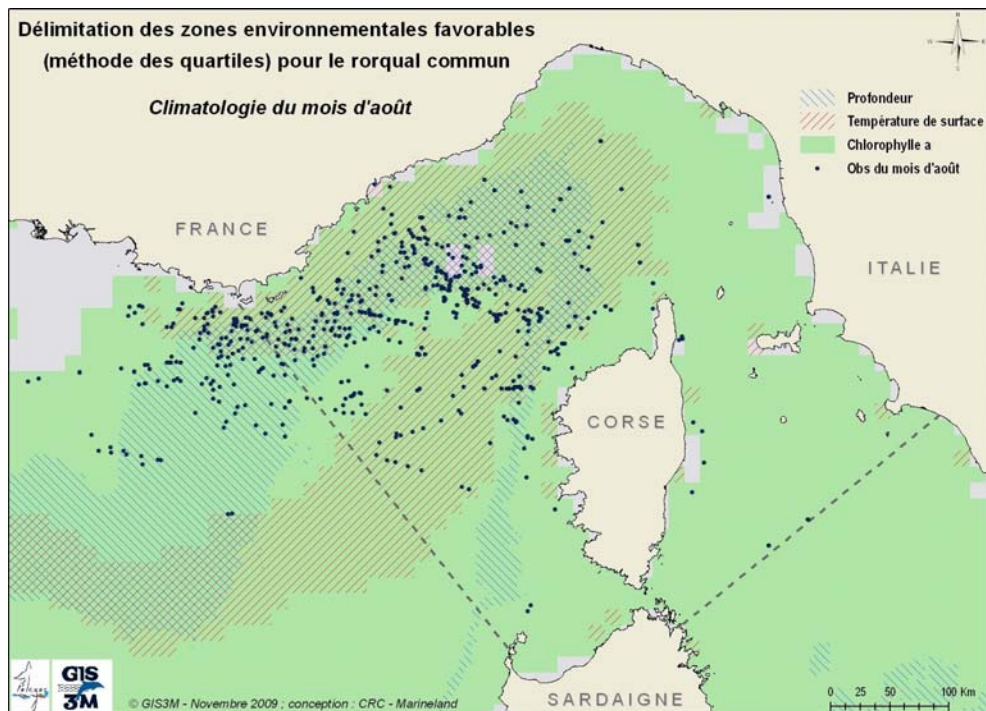 Délimitation des zones environnementales favorables
(méthode des quartiles) pour le rorqual commun
Climatologie du mois d'août
N
Profondeur
Température de surface
Chlorophylle a
Obs du mois d'août
FRANCE
ITALIE
CORSE
SARDAIGNE
GIS
3M
© GIS3M - Novembre 2009 ; conception : CRC - Marineland
0 25 50 100 Km